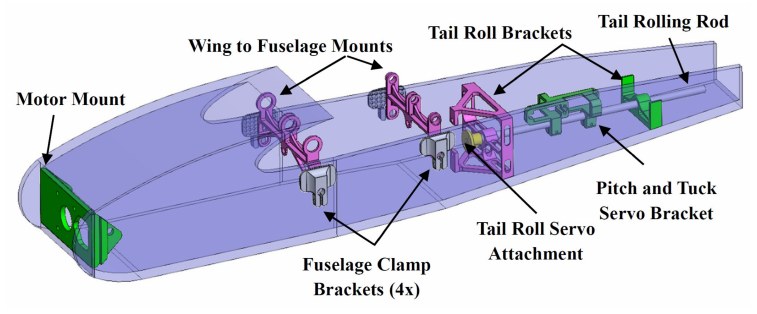 Tail Rolling Rod
Tail Roll Brackets
Wing to Fuselage Mounts
Motor Mount
Pitch and Tuck
Servo Bracket
Tail Roll Servo
Attachment
Fuselage Clamp
Brackets (4x)